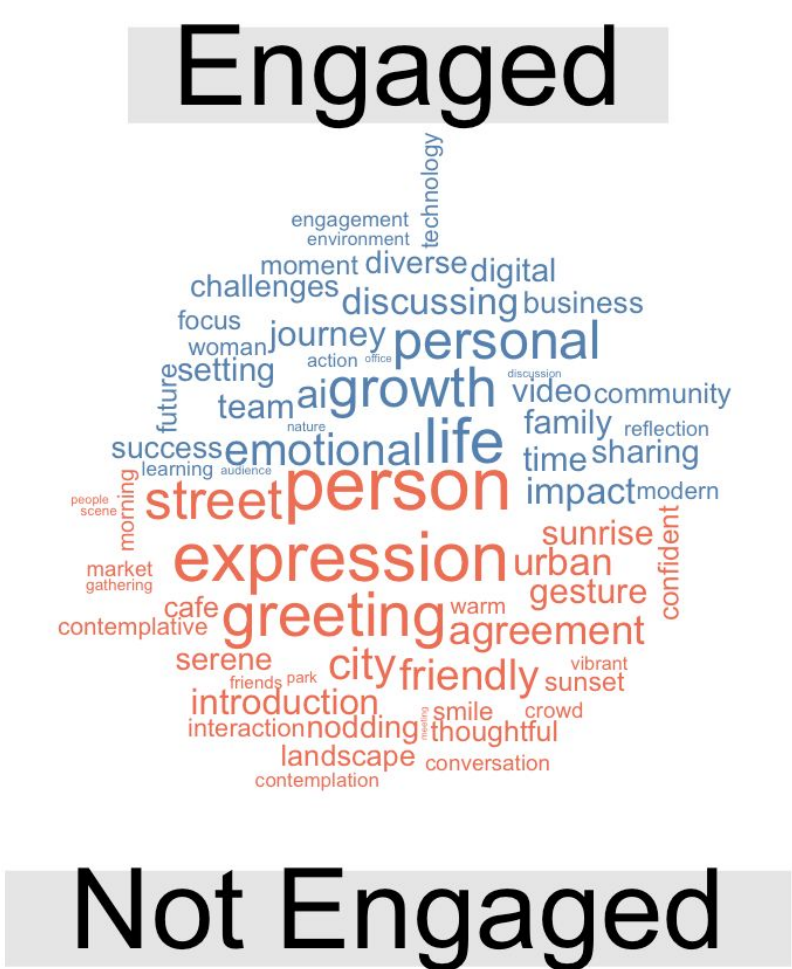 Engaged
technology
engagement
environment
moment diverse digital
challenges discussing business
focus journey personal
woman action office
future setting growth discussion
team ai video community
nature family reflection
success emotional life time sharing
learning audience
people morning street person impact modern
scene
expression sunrise urban confident
market gesture
gathering
cafe greeting warm
contemplative agreement
serene city friendly vibrant
friends park sunset
introduction smile crowd
interaction nodding meeting thoughtful
landscape conversation
contemplation
Not Engaged